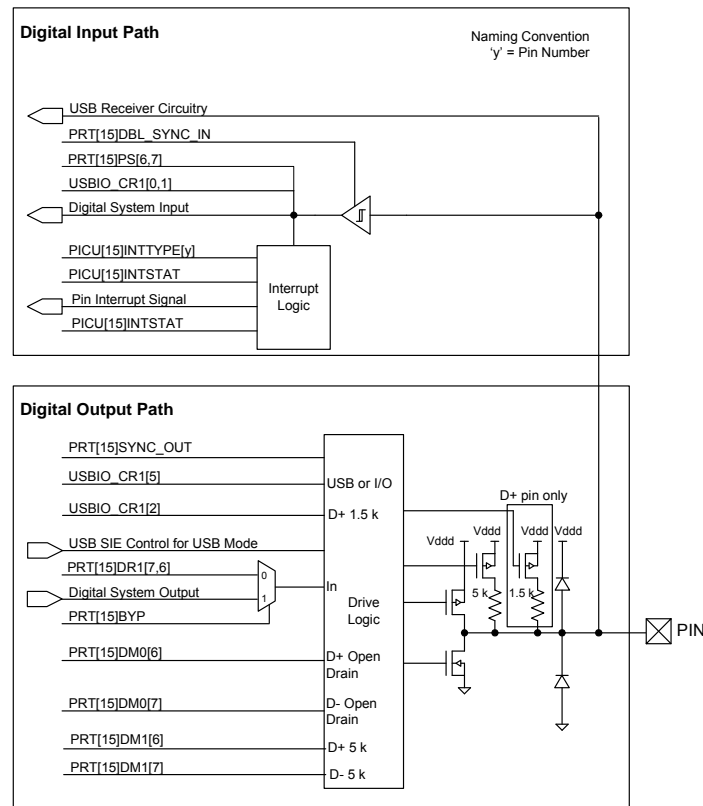 Digital Input Path
Naming Convention
'y' = Pin Number
USB Receiver Circuitry
PRT[15]DBL_SYNC_IN
PRT[15]PS[6,7]
USBIO_CR1[0,1]
Digital System Input
PICU[15]INTTYPE[y]
PICU[15]INTSTAT
Pin Interrupt Signal
PICU[15]INTSTAT
Interrupt
Logic
Digital Output Path
PRT[15]SYNC_OUT
USBIO_CR1[5]
USB or I/O
USBIO_CR1[2]
D+ 1.5 k
D+ pin only
Vddd
Vddd
Vddd
Vddd
USB SIE Control for USB Mode
PRT[15]DR1[7,6]
0
Digital System Output
1
In
PRT[15]BYP
Drive
Logic
5 k
1.5 k
PIN
PRT[15]DM0[6]
D+ Open
Drain
PRT[15]DM0[7]
D- Open
Drain
PRT[15]DM1[6]
D+ 5 k
PRT[15]DM1[7]
D- 5 k